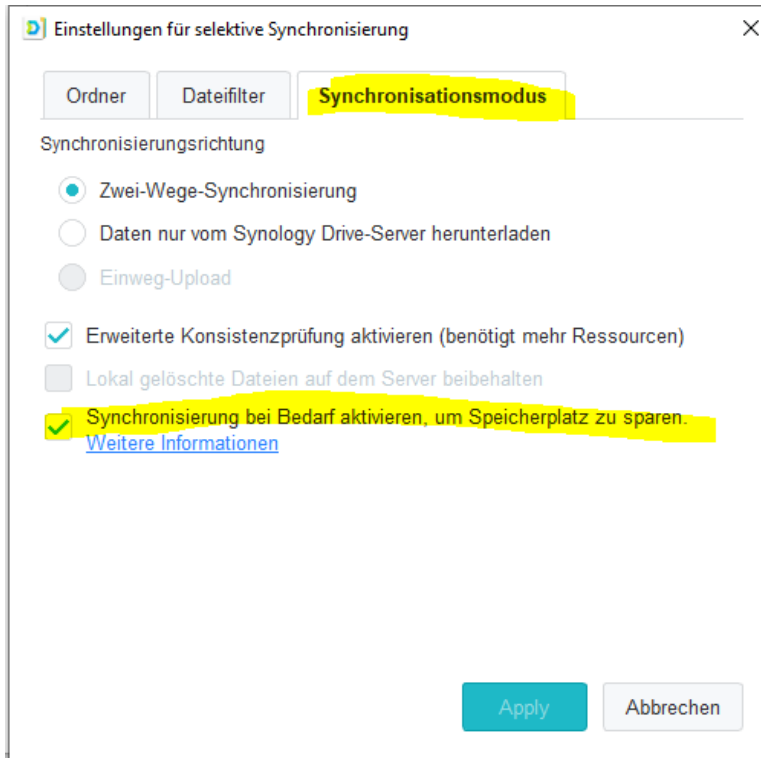 Einstellungen für selektive Synchronisierung
Ordner Dateifilter Synchronisationsmodus
Synchronisierungsrichtung
Zwei-Wege-Synchronisierung
Daten nur vom Synology Drive-Server herunterladen
Einweg-Upload
Erweiterte Konsistenzprüfung aktivieren (benötigt mehr Ressourcen)
Lokal gelöschte Dateien auf dem Server beibehalten
Synchronisierung bei Bedarf aktivieren, um Speicherplatz zu sparen.
Weitere Informationen
Apply Abbrechen